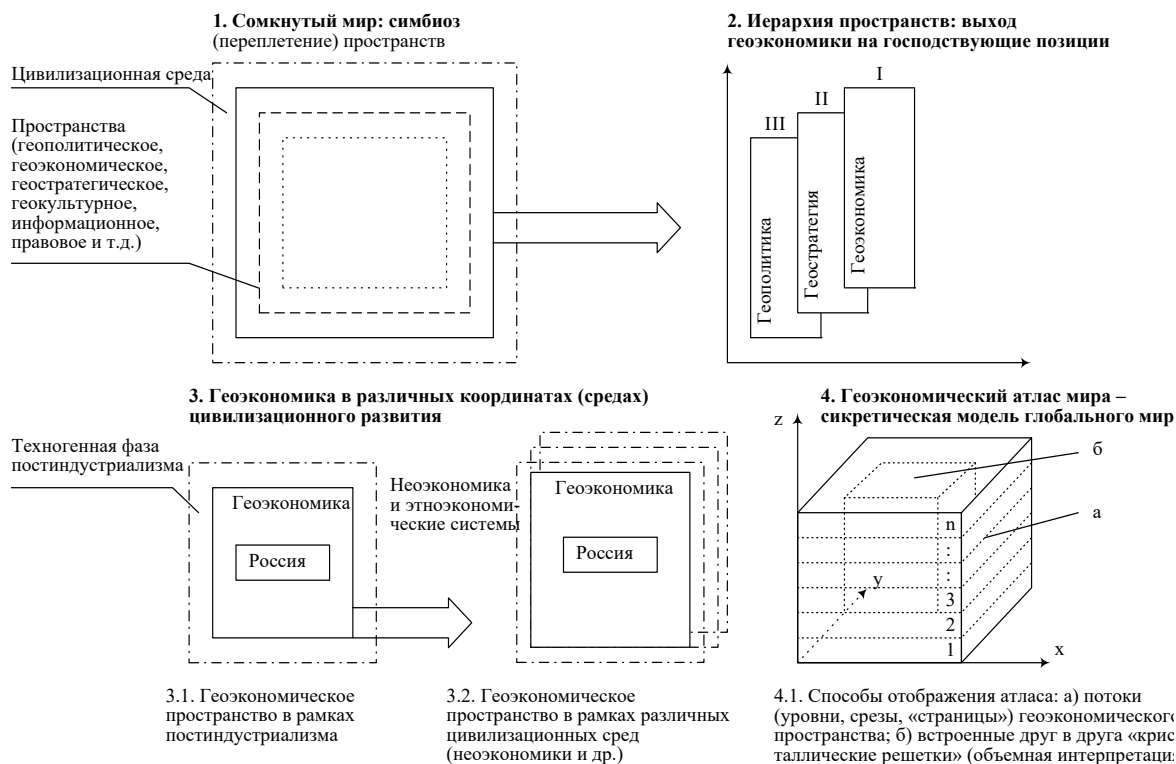 1. Сомкнутый мир: симбиоз
(переплетение) пространств
Цивилизационная среда
Пространства
(геополитическое,
геоэкономическое,
геостратегическое,
геокультурное,
информационное,
правовое и т.д.)
2. Иерархия пространств: выход
геоэкономики на господствующие позиции
I
II
III
Геополитика
Геостратегия
Геоэкономика
3. Геоэкономика в различных координатах (средах)
цивилизационного развития
Техногенная фаза
постиндустриализма
Геоэкономика
Россия
Неоэкономика
и этноэкономи-
ческие системы
Геоэкономика
Россия
3.1. Геоэкономическое
пространство в рамках
постиндустриализма
3.2. Геоэкономическое
пространство в рамках различных
цивилизационных сред
(неоэкономики и др.)
4. Геоэкономический атлас мира –
сикретическая модель глобального мир
z
б
а
n
:
:
3
2
1
y
x
4.1. Способы отображения атласа: а) потоки
(уровни, срезы, «страницы») геоэкономического
пространства; б) встроенные друг в друга «крис
таллические решетки» (объемная интерпретация